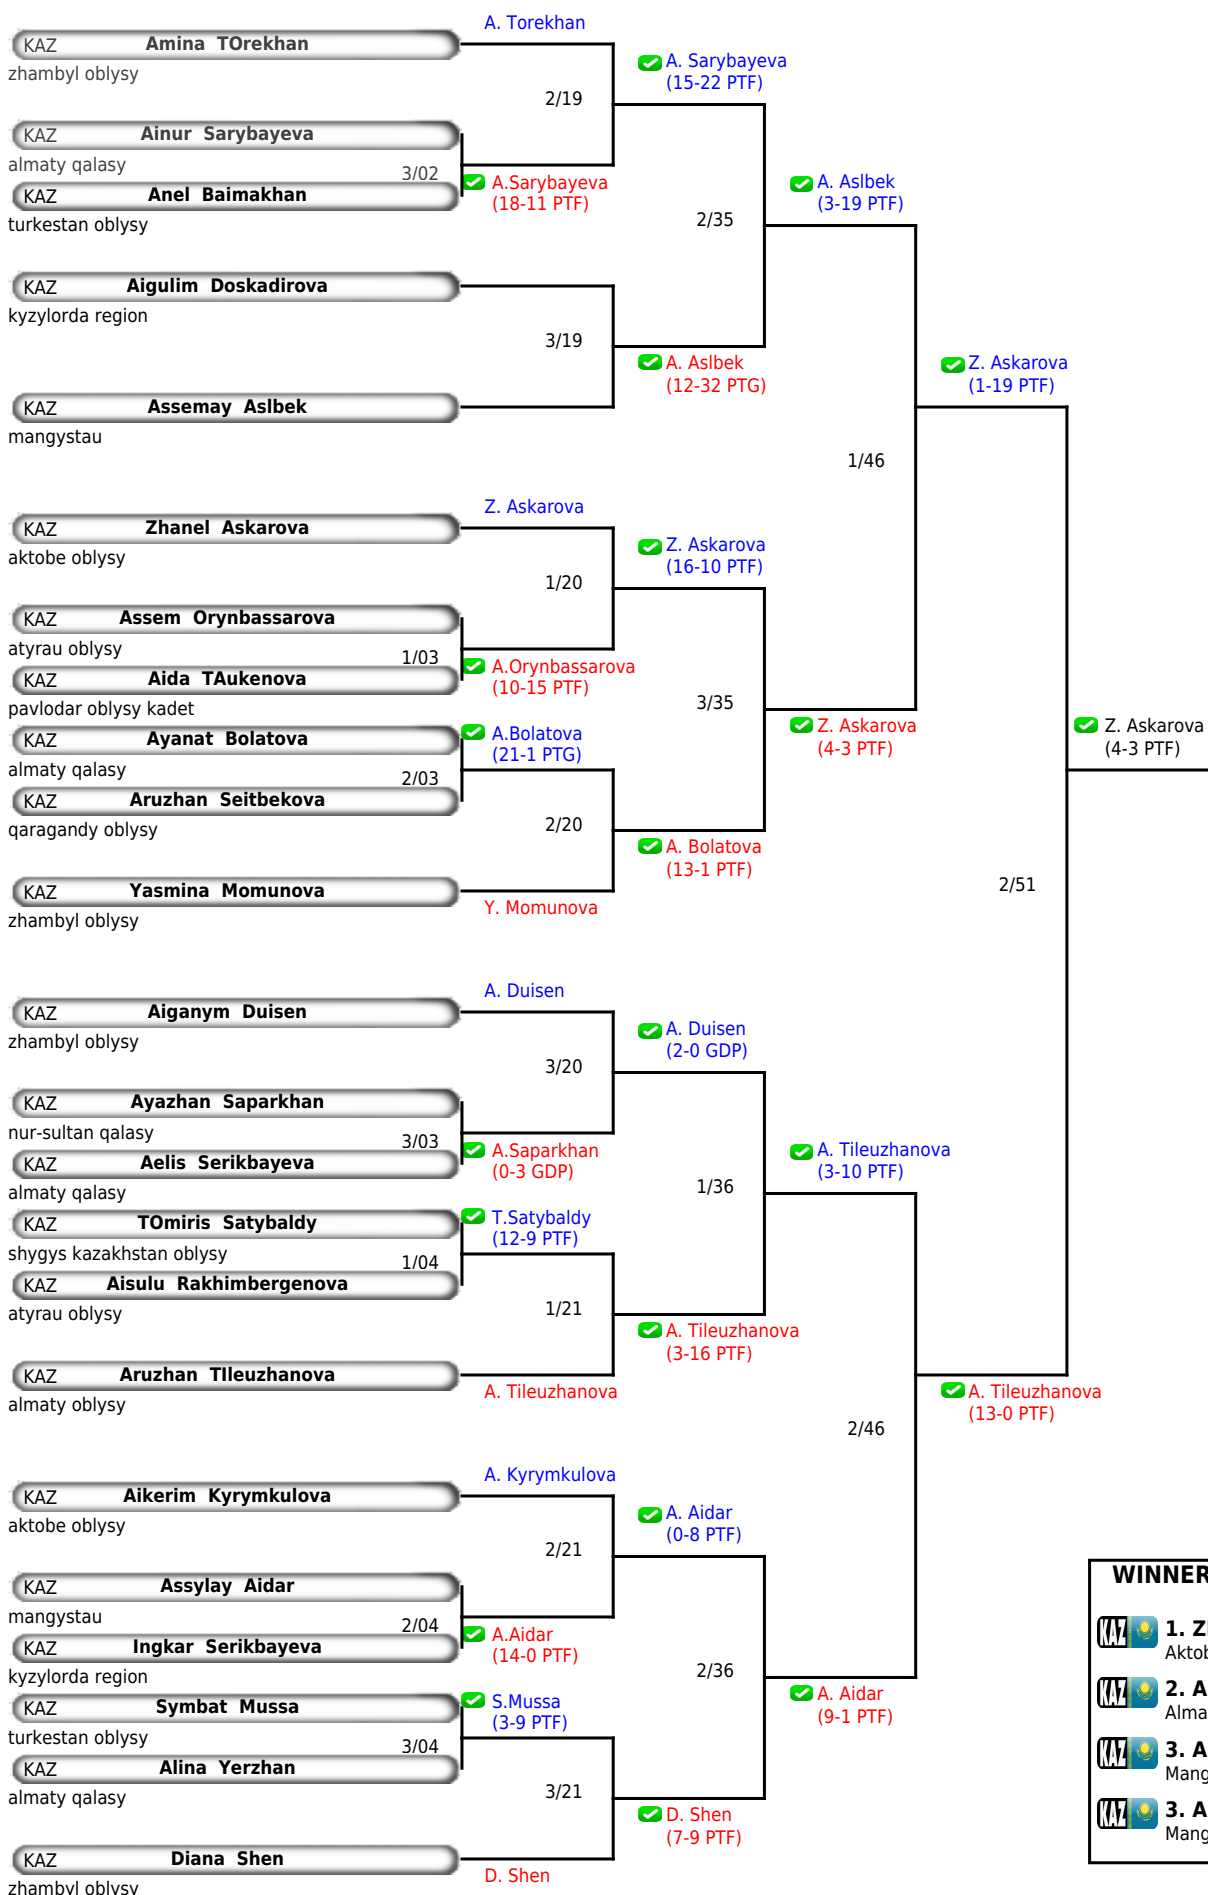 A. Torekhan
KAZ Amina TOrekhan
zhambyl oblysy
A. Sarybayeva
(15-22 PTF)
2/19
KAZ Ainur Sarybayeva
almaty qalasy
3/02
KAZ Anel Baimakhan
turkestan oblysy
A.Sarybayeva
(18-11 PTF)
A. Aslbek
(3-19 PTF)
2/35
KAZ Aigulim Doskadirova
kyzylorda region
3/19
A. Aslbek
(12-32 PTG)
KAZ Assemay Aslbek
mangystau
Z. Askarova
(1-19 PTF)
1/46
Z. Askarova
KAZ Zhanel Askarova
aktobe oblysy
Z. Askarova
(16-10 PTF)
1/20
KAZ Assem Orynbassarova
atyrau oblysy
1/03
KAZ Aida TAukenova
pavlodar oblysy kadet
A.Orynbassarova
(10-15 PTF)
3/35
KAZ Ayanat Bolatova
almaty qalasy
A.Bolatova
(21-1 PTG)
2/03
KAZ Aruzhan Seitbekova
qaragandy oblysy
Z. Askarova
(4-3 PTF)
Z. Askarova
(4-3 PTF)
2/20
A. Bolatova
(13-1 PTF)
KAZ Yasmina Momunova
zhambyl oblysy
Y. Momunova
2/51
A. Duisen
KAZ Aiganym Duisen
zhambyl oblysy
A. Duisen
(2-0 GDP)
3/20
KAZ Ayazhan Saparkhan
nur-sultan qalasy
3/03
KAZ Aelis Serikbayeva
almaty qalasy
A.Saparkhan
(0-3 GDP)
A. Tileuzhanova
(3-10 PTF)
1/36
KAZ TOmiris Satybaldy
shygys kazakhstan oblysy
T.Satybaldy
(12-9 PTF)
1/04
KAZ Aisulu Rakhimbergenova
atyrau oblysy
1/21
A. Tileuzhanova
(3-16 PTF)
KAZ Aruzhan TIleuzhanova
almaty oblysy
A. Tileuzhanova
A. Tileuzhanova
(13-0 PTF)
2/46
A. Kyrymkulova
KAZ Aikerim Kyrymkulova
aktobe oblysy
A. Aidar
(0-8 PTF)
2/21
KAZ Assylay Aidar
mangystau
2/04
KAZ Ingkar Serikbayeva
kyzylorda region
A.Aidar
(14-0 PTF)
2/36
KAZ Symbat Mussa
turkestan oblysy
S.Mussa
(3-9 PTF)
3/04
KAZ Alina Yerzhan
almaty qalasy
A. Aidar
(9-1 PTF)
3/21
D. Shen
(7-9 PTF)
KAZ Diana Shen
zhambyl oblysy
D. Shen
WINNER
KAZ 1. Z
Aktob
KAZ 2. A
Alma
KAZ 3. A
Mang
KAZ 3. A
Mang